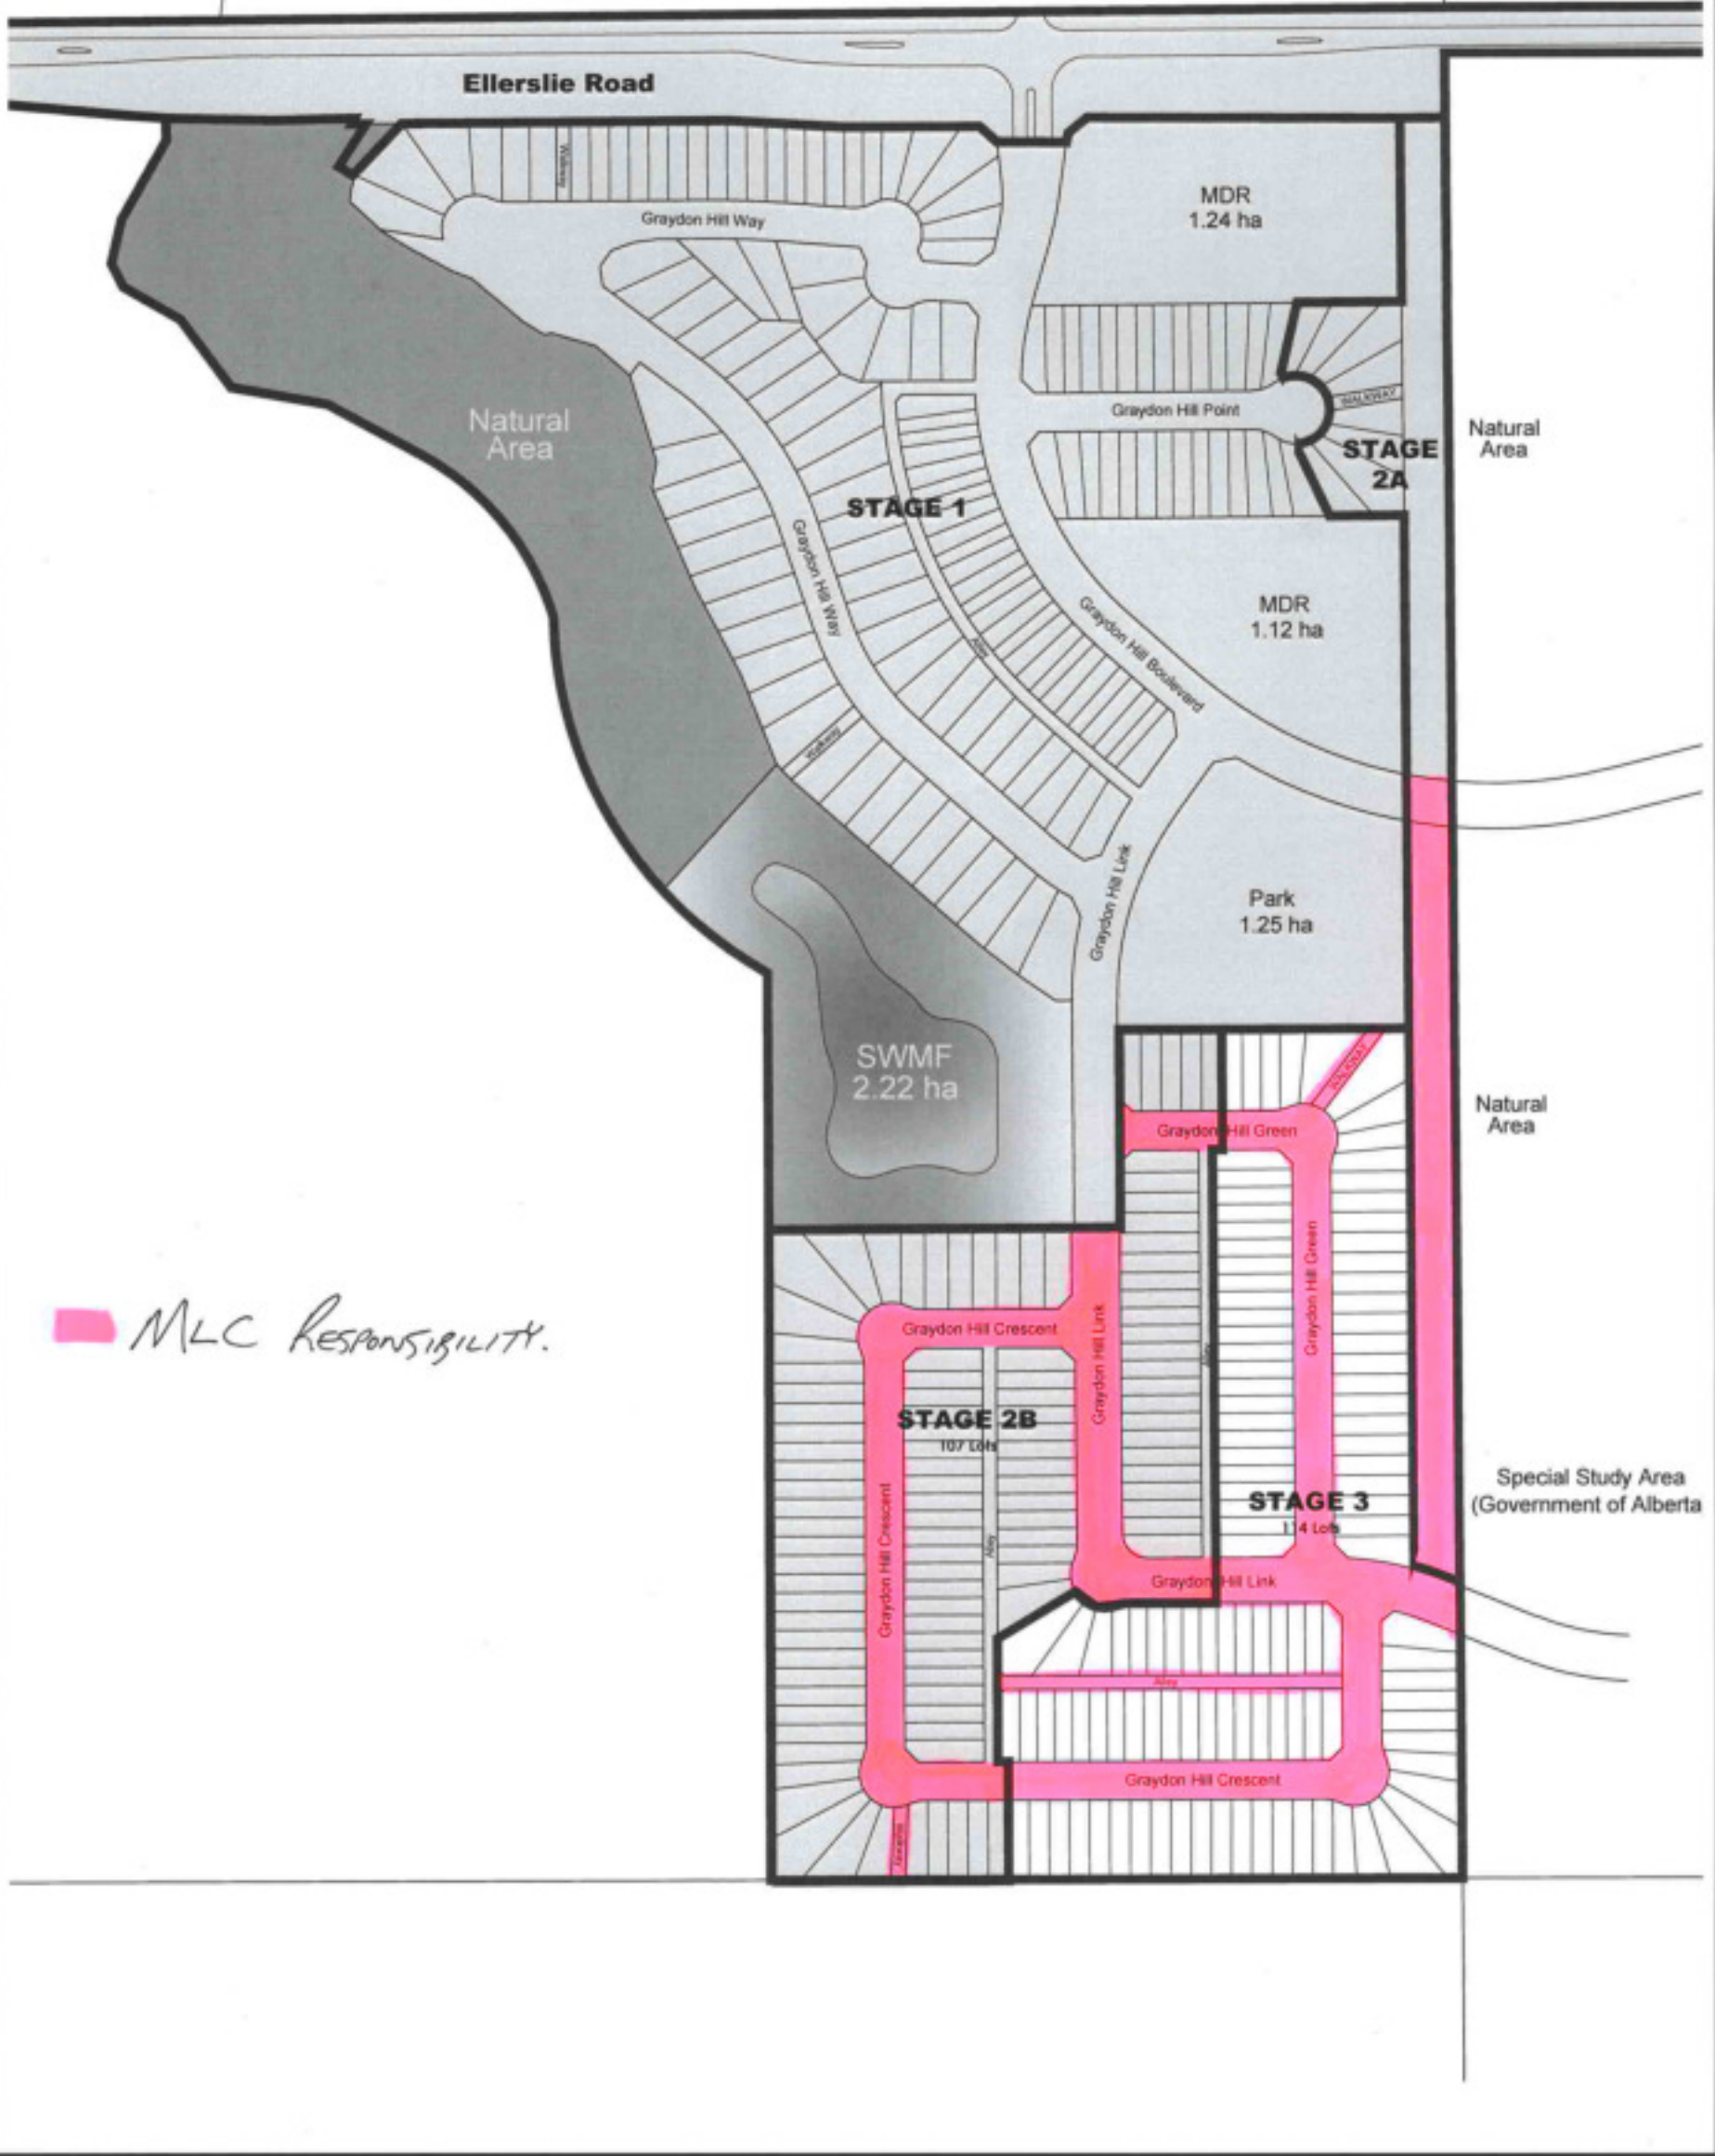 Ellerslie Road
Walkway
MDR
1.24 ha
Graydon Hill Way
WALKWAY
Graydon Hill Point
Natural
Area
Natural
Area
STAGE
2A
STAGE 1
Graydon Hill Way
MDR
1.12 ha
Graydon Hill Boulevard
Alley
Walkway
Graydon Hill Link
Park
1.25 ha
SWMF
2.22 ha
WALKWAY
Natural
Area
Graydon Hill Green
Graydon Hill Green
MLC RESPONSIBILITY.
Graydon Hill Crescent
Graydon Hill Link
Alley
STAGE 2B
107 Lots
Special Study Area
(Government of Alberta
STAGE 3
114 Lots
Graydon Hill Crescent
Alley
Graydon Hill Link
Alley
Graydon Hill Crescent
Walkway